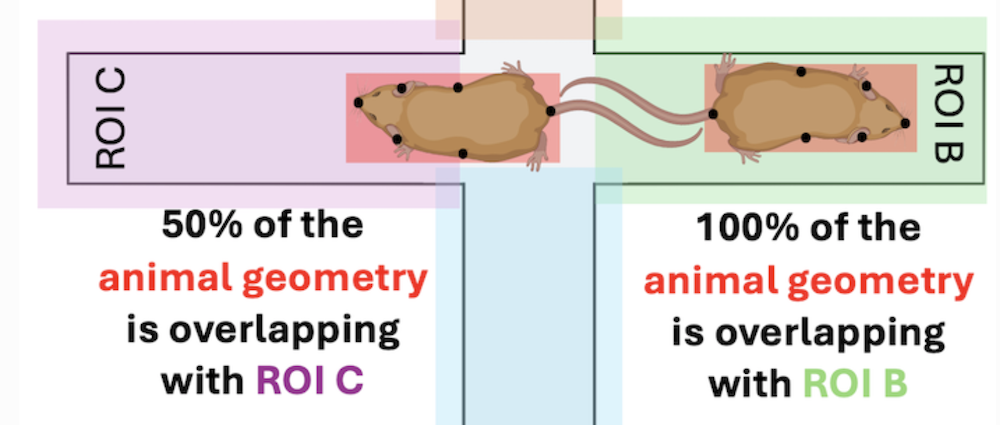 ROI C
ROI B
50% of the
animal geometry
is overlapping
with ROI C
100% of the
animal geometry
is overlapping
with ROI B